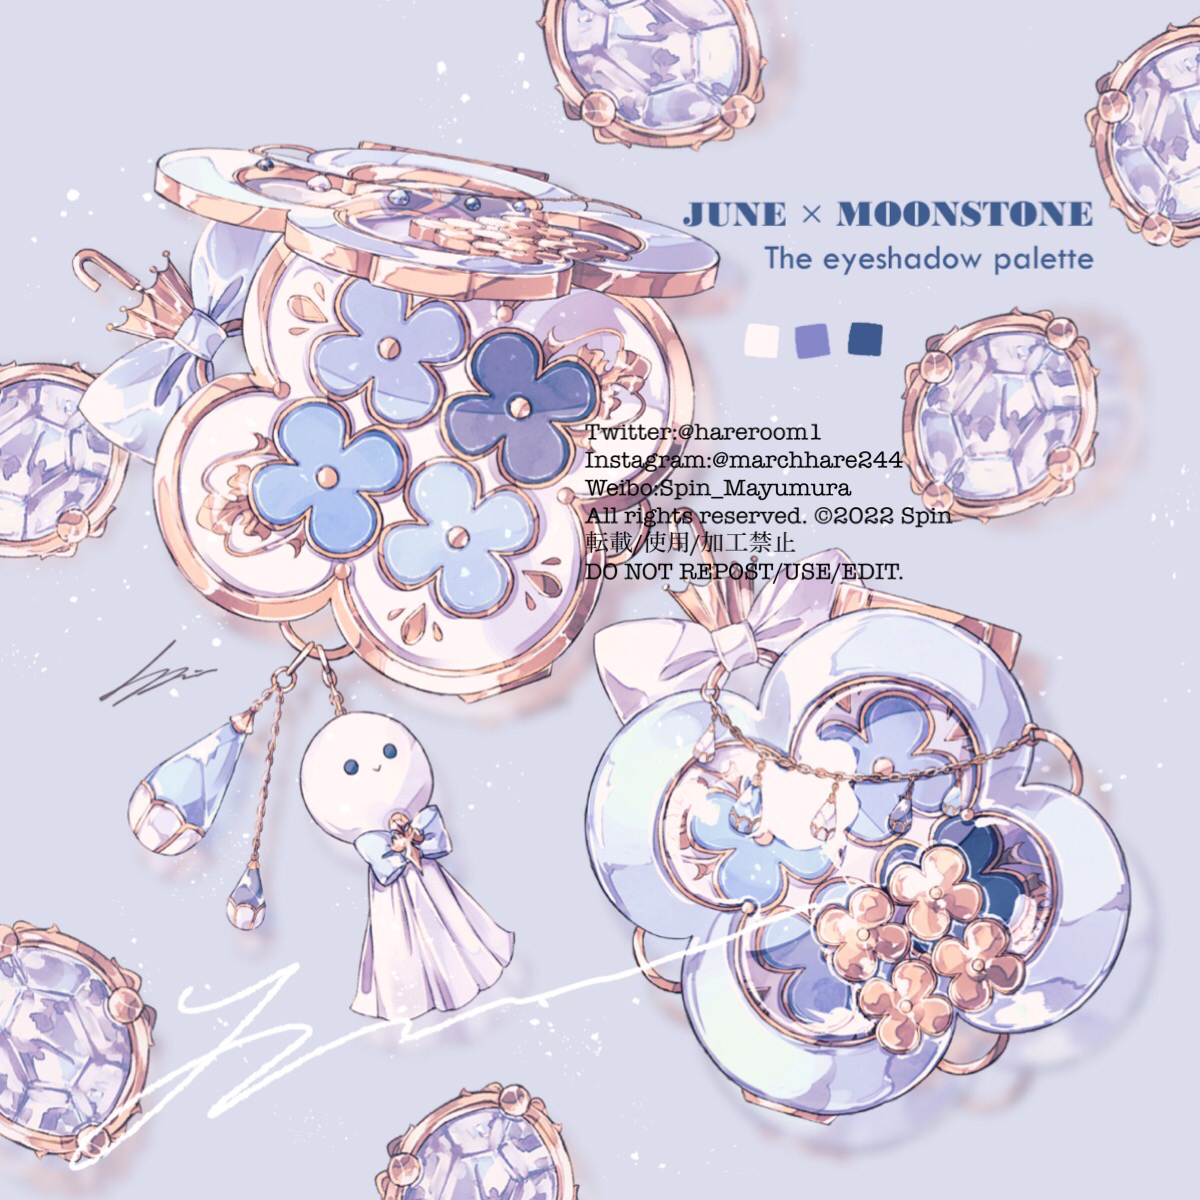 JUNE × MOONSTONE
The eyeshadow palette
Twitter:@hareroom1
Instagram:@marchhare244
Weibo:Spin_Mayumura
All rights reserved. ©2022 Spin
転載/使用/加工禁止
DO NOT REPOST/USE/EDIT.